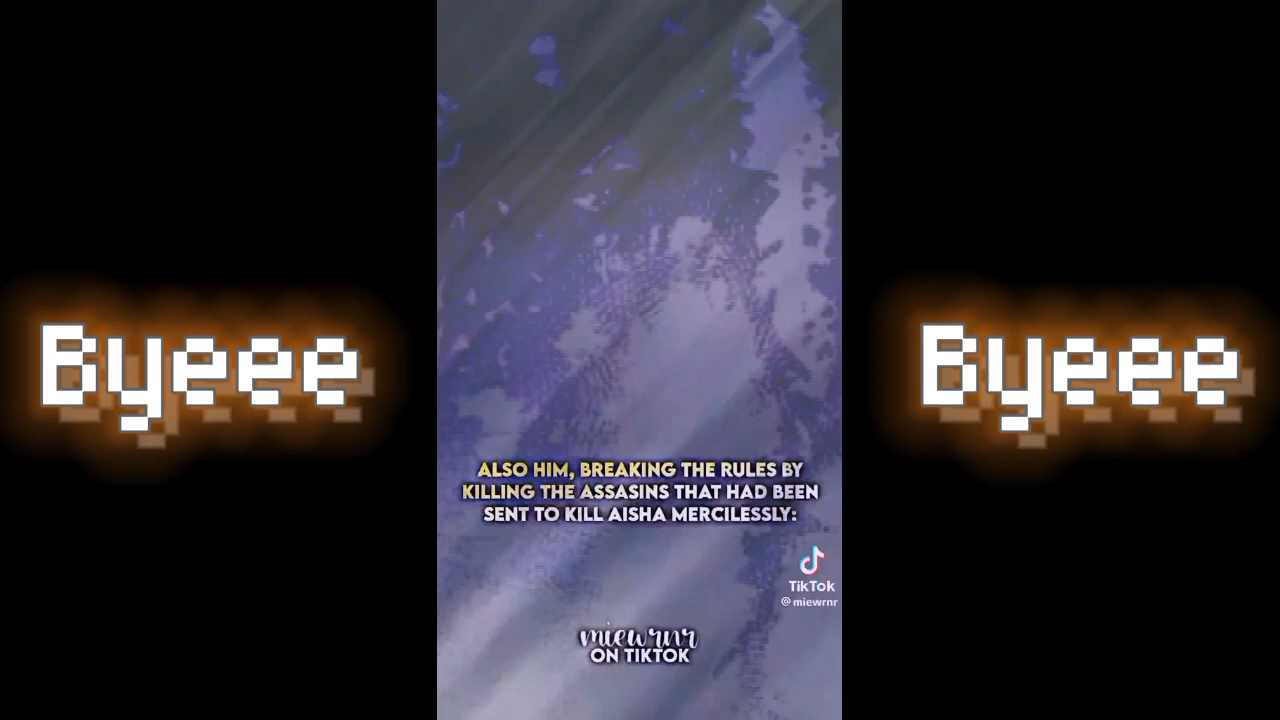 Byeee
ALSO HIM, BREAKING THE RULES BY
KILLING THE ASSASINS THAT HAD BEEN
SENT TO KILL AISHA MERCILESSLY:
TikTok
@miewrnr
miewrnr
ON TIKTOK
Byeee